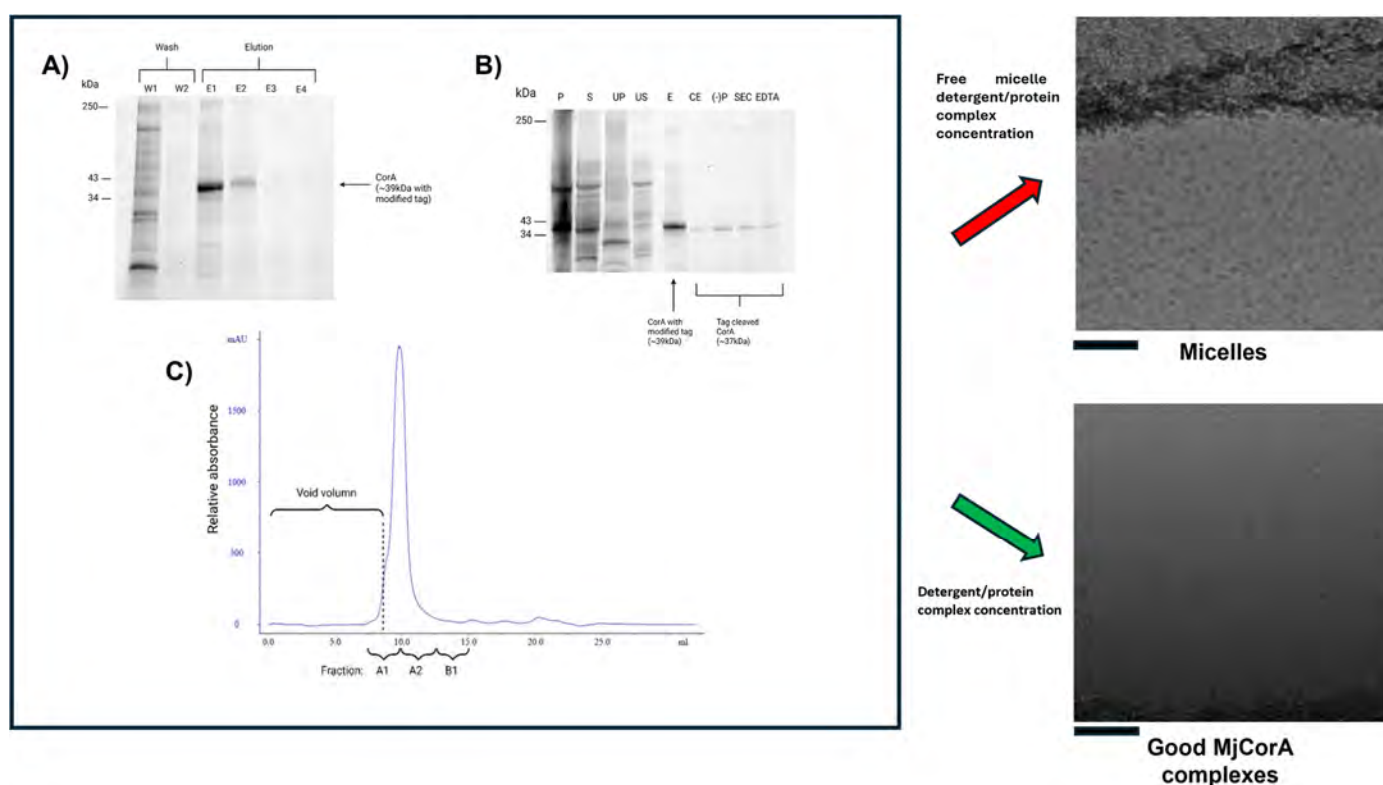 A)
Wash
Elution
kDa
W1 W2 E1 E2 E3 E4
250
43
34
CorA
(~39kDa with
modified tag)
B)
kDa
P S UP US E CE (-)P SEC EDTA
250
43
34
CorA with
modified tag
(~39kDa)
Tag cleaved
CorA
(~37kDa)
C)
mAU
Relative absorbance
1500
1000
500
0
Void volumn
0.0 5.0 10.0 15.0 20.0 25.0 ml
Fraction: A1 A2 B1
Free micelle
detergent/protein
complex
concentration
Micelles
Detergent/protein
complex concentration
Good MjCorA
complexes